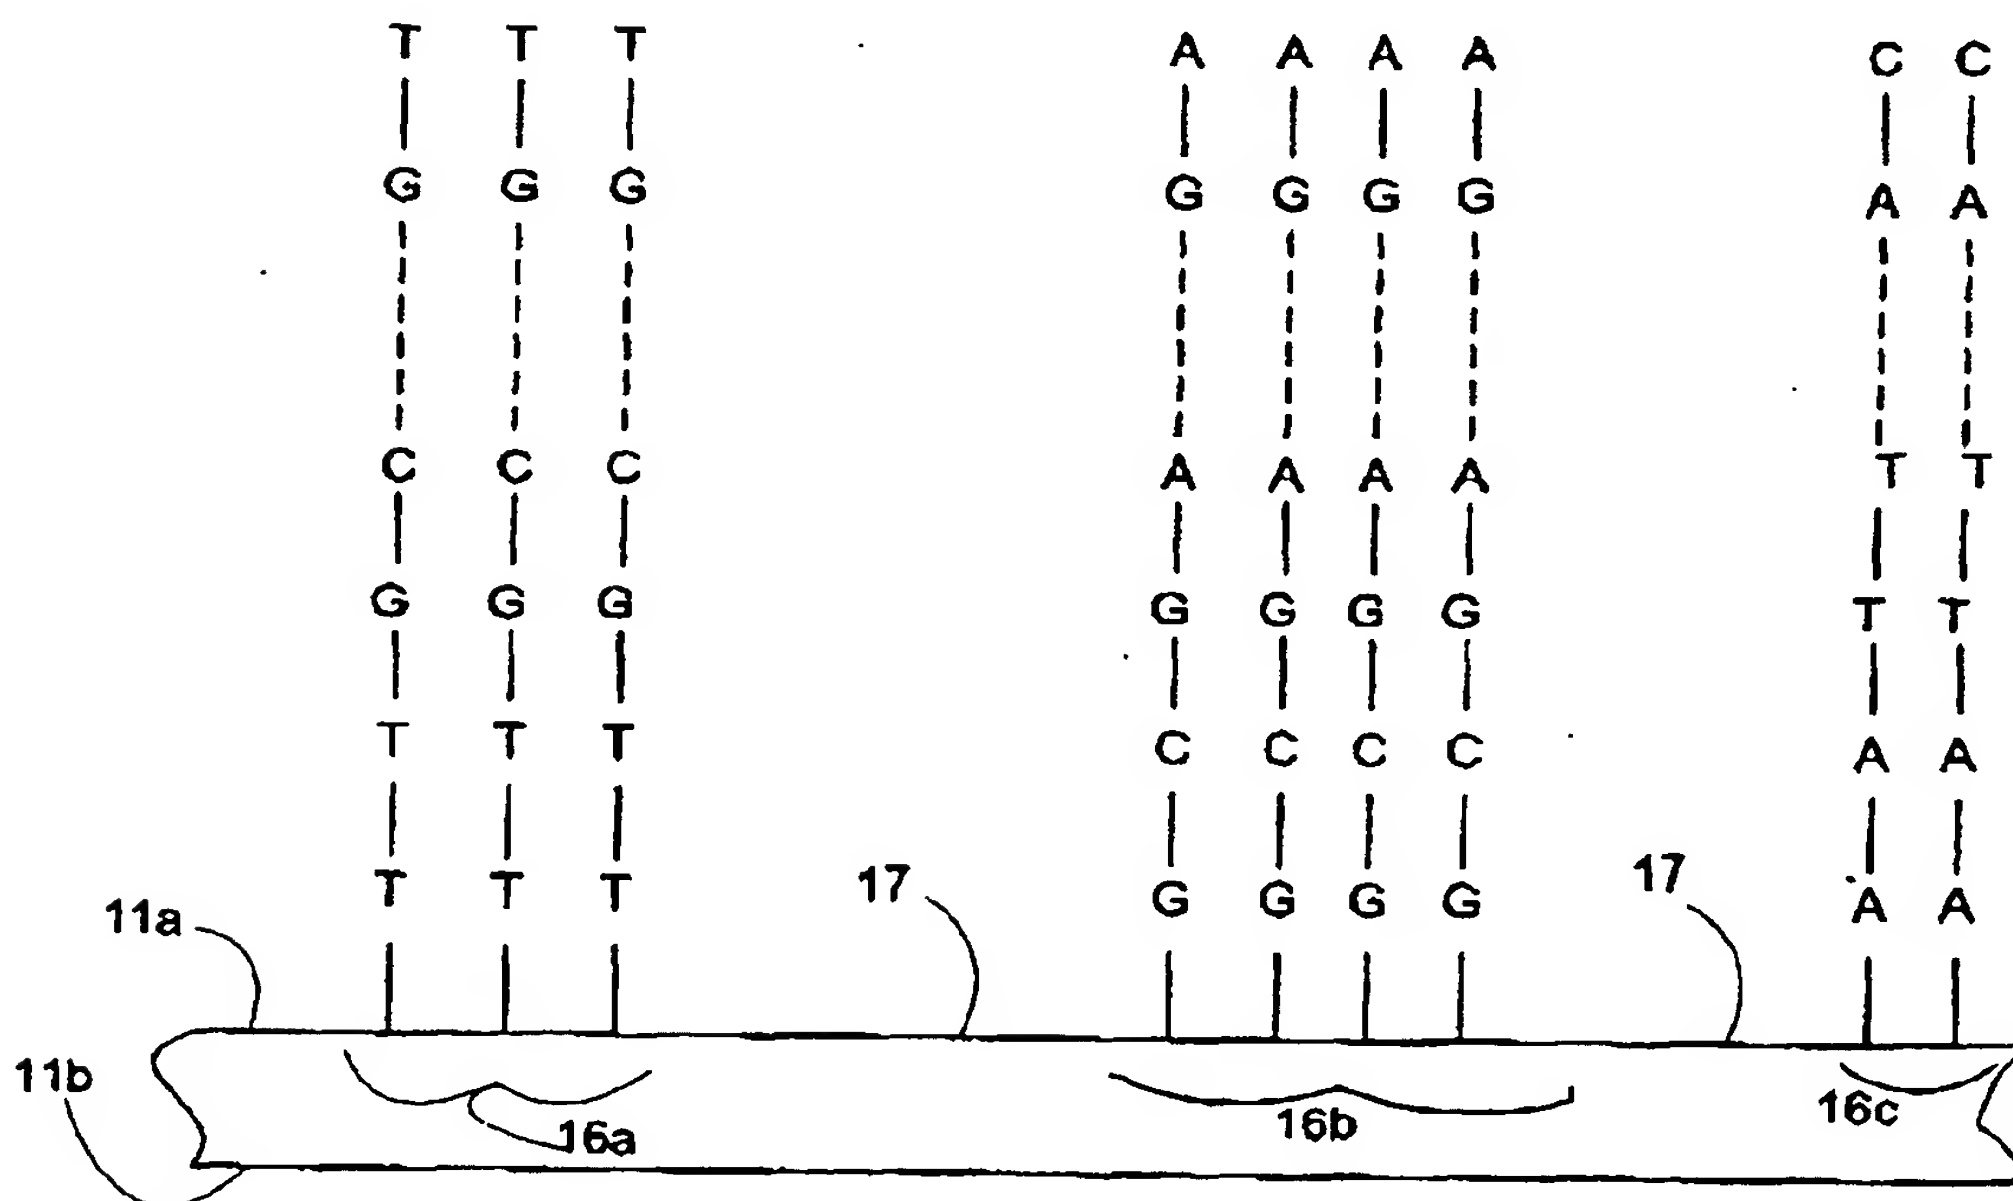 T T T A A A A C C
G G G G G G G A A
C C C A A A A T T
G G G G G G G T T
T T T C C C C A A
T T T G G G G A A
11a 17 17
11b 16a 16b 16c